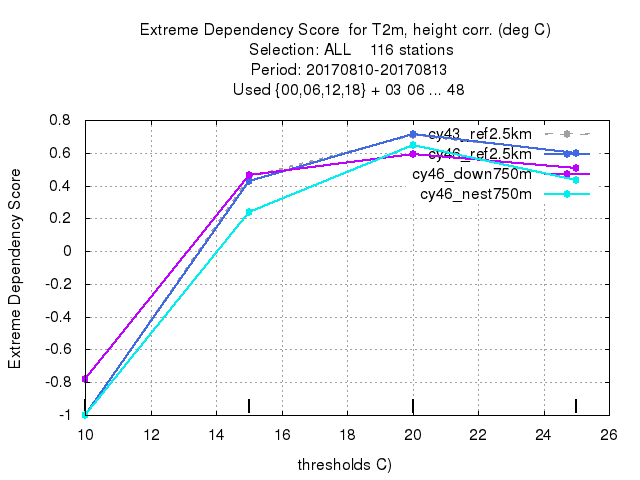 Extreme Dependency Score  for T2m, height corr. (deg C)
Selection: ALL    116 stations
Period: 20170810-20170813
Used {00,06,12,18} + 03 06 ... 48
Extreme Dependency Score
0.8
0.6
0.4
0.2
0
-0.2
-0.4
-0.6
-0.8
-1
cy43_ref2.5km
cy46_ref2.5km
cy46_down750m
cy46_nest750m
10 12 14 16 18 20 22 24 26
thresholds C)